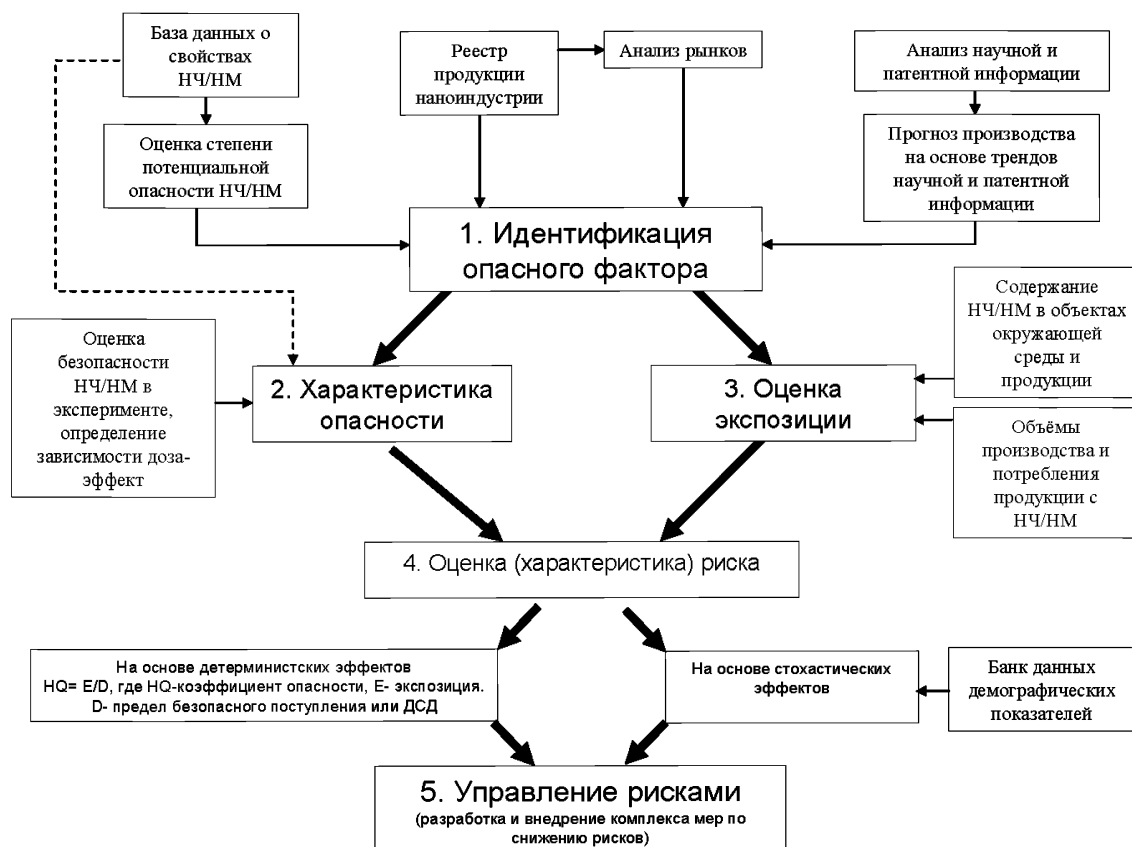 База данных о
свойствах
НЧ/НМ
Реестр
продукции
наноиндустрии
Анализ рынков
Анализ научной и
патентной информации
Оценка степени
потенциальной
опасности НЧ/НМ
Прогноз производства
на основе трендов
научной и патентной
информации
1. Идентификация
опасного фактора
Оценка
безопасности
НЧ/НМ в
эксперименте,
определение
зависимости доза-
эффект
2. Характеристика
опасности
3. Оценка
экспозиции
Содержание
НЧ/НМ в объектах
окружающей
среды и
продукции
Объёмы
производства и
потребления
продукции с
НЧ/НМ
4. Оценка (характеристика) риска
На основе детерминистских эффектов
HQ= E/D, где HQ-коэффициент опасности, E- экспозиция.
D- предел безопасного поступления или ДСД
На основе стохастических
эффектов
Банк данных
демографических
показателей
5. Управление рисками
(разработка и внедрение комплекса мер по
снижению рисков)